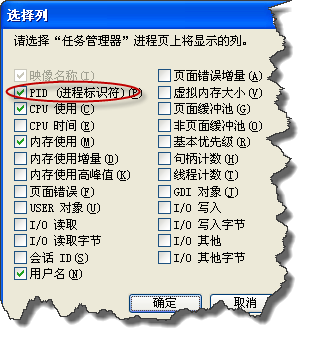 选择列
请选择“任务管理器”进程页上将显示的列。
映像名称(I)
PID (进程标识符)(P)
CPU 使用(C)
CPU 时间(E)
内存使用(M)
内存使用增量(D)
内存使用高峰值(K)
页面错误(F)
USER 对象(U)
I/O 读取
I/O 读取字节
会话 ID(S)
用户名(N)
页面错误增量(A)
虚拟内存大小(V)
页面缓冲池(G)
非页面缓冲池(O)
基本优先级(R)
句柄计数(H)
线程计数(T)
GDI 对象(J)
I/O 写入
I/O 写入字节
I/O 其他
I/O 其他字节
确定
取消